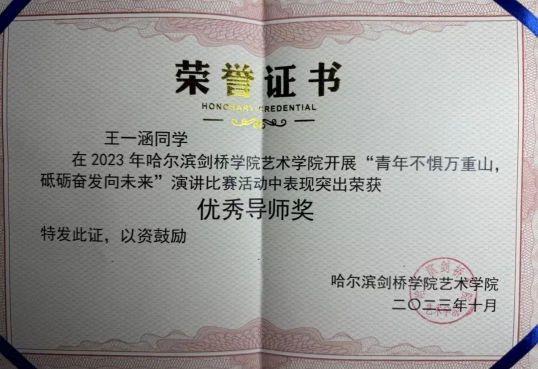 荣誉证书
HONORARY CREDENTIAL
王一涵同学
在2023年哈尔滨剑桥学院艺术学院开展“青年不惧万重山,
砥砺奋发向未来”演讲比赛活动中表现突出荣获
优秀导师奖
特发此证，以资鼓励
哈尔滨剑桥学院艺术学院
二〇二三年十月